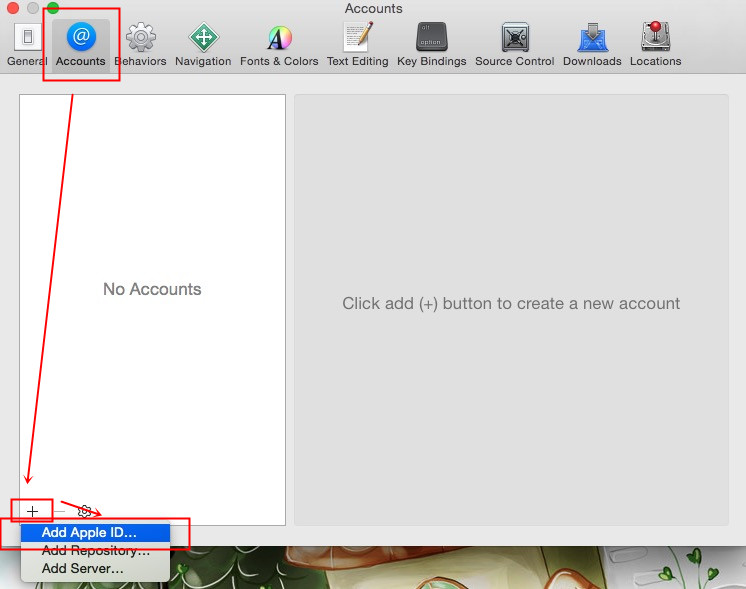 Accounts
General
Accounts
Behaviors
Navigation
Fonts & Colors
Text Editing
Key Bindings
Source Control
Downloads
Locations
alt
option
No Accounts
Click add (+) button to create a new account
Add Apple ID...
Add Repository...
Add Server...